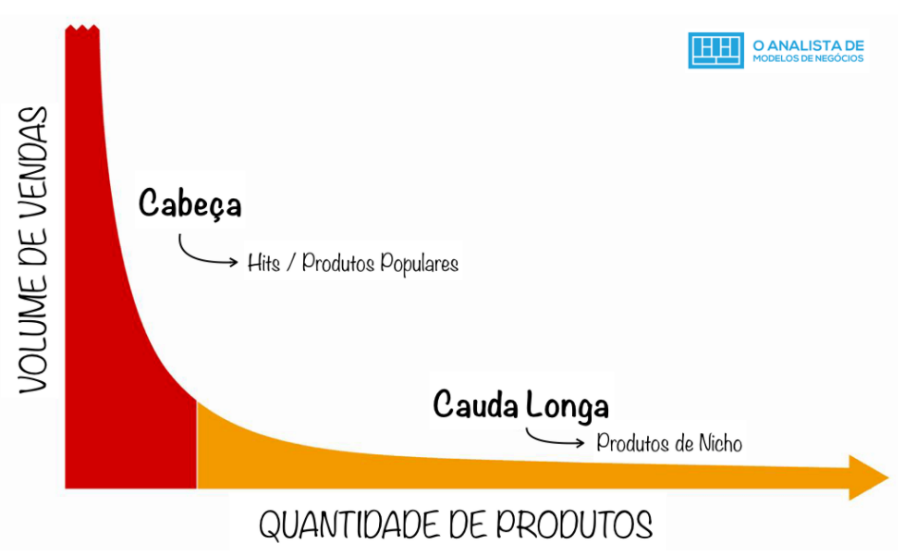 O ANALISTA DE
MODELOS DE NEGÓCIOS
VOLUME DE VENDAS
Cabeça
Hits / Produtos Populares
Cauda Longa
Produtos de Nicho
QUANTIDADE DE PRODUTOS